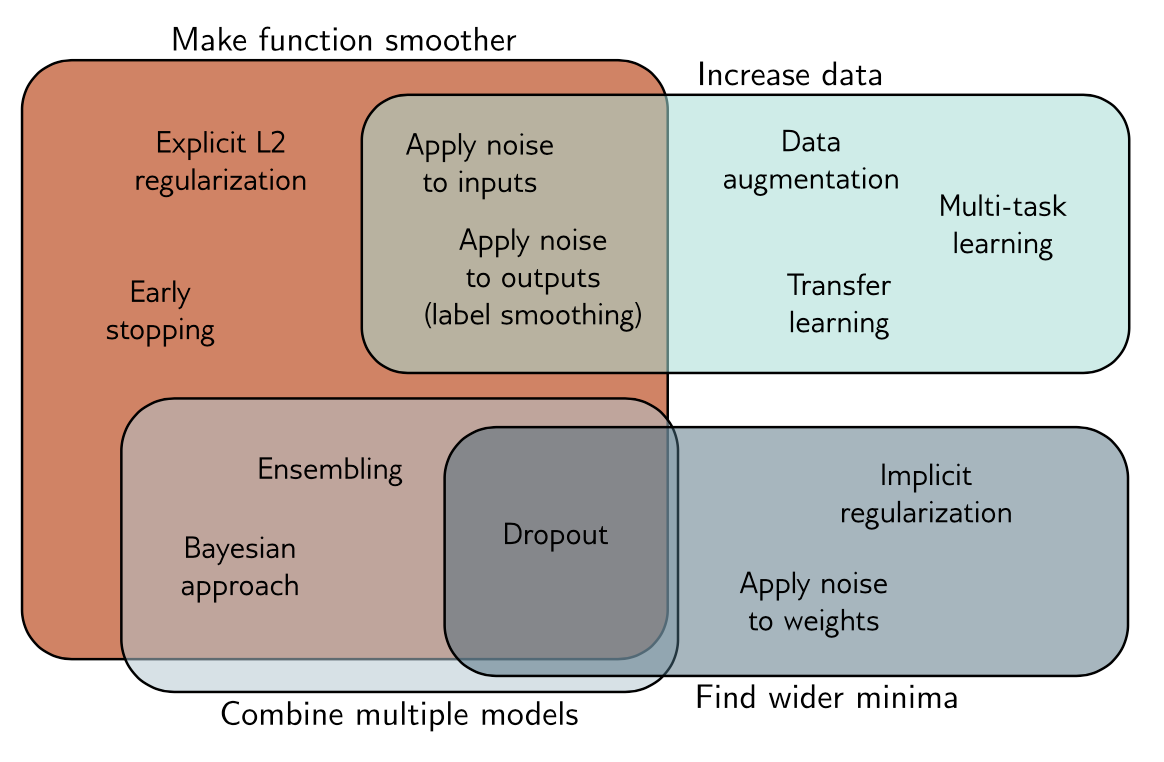 Make function smoother
Increase data
Explicit L2
regularization
Apply noise
to inputs
Data
augmentation
Multi-task
learning
Apply noise
to outputs
(label smoothing)
Early
stopping
Transfer
learning
Ensembling
Bayesian
approach
Dropout
Implicit
regularization
Apply noise
to weights
Combine multiple models
Find wider minima